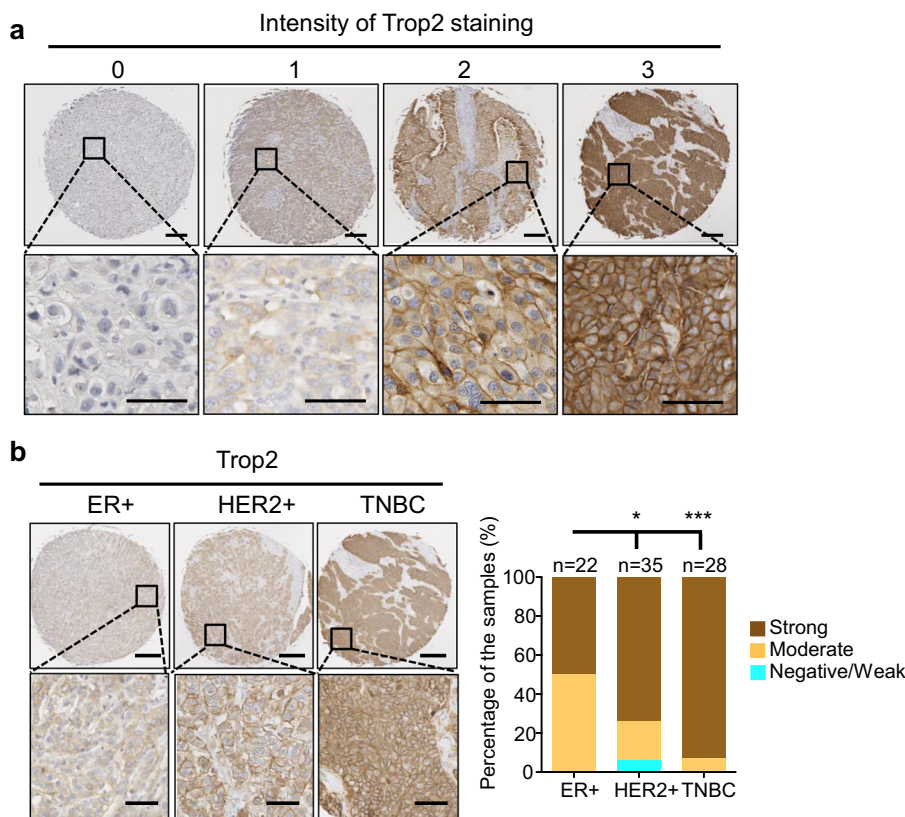 a
Intensity of Trop2 staining
0 1 2 3
b
Trop2
ER+ HER2+ TNBC
* ***
n=22 n=35 n=28
Percentage of the samples (%)
100
80
60
40
20
0
ER+ HER2+ TNBC
Strong
Moderate
Negative/Weak